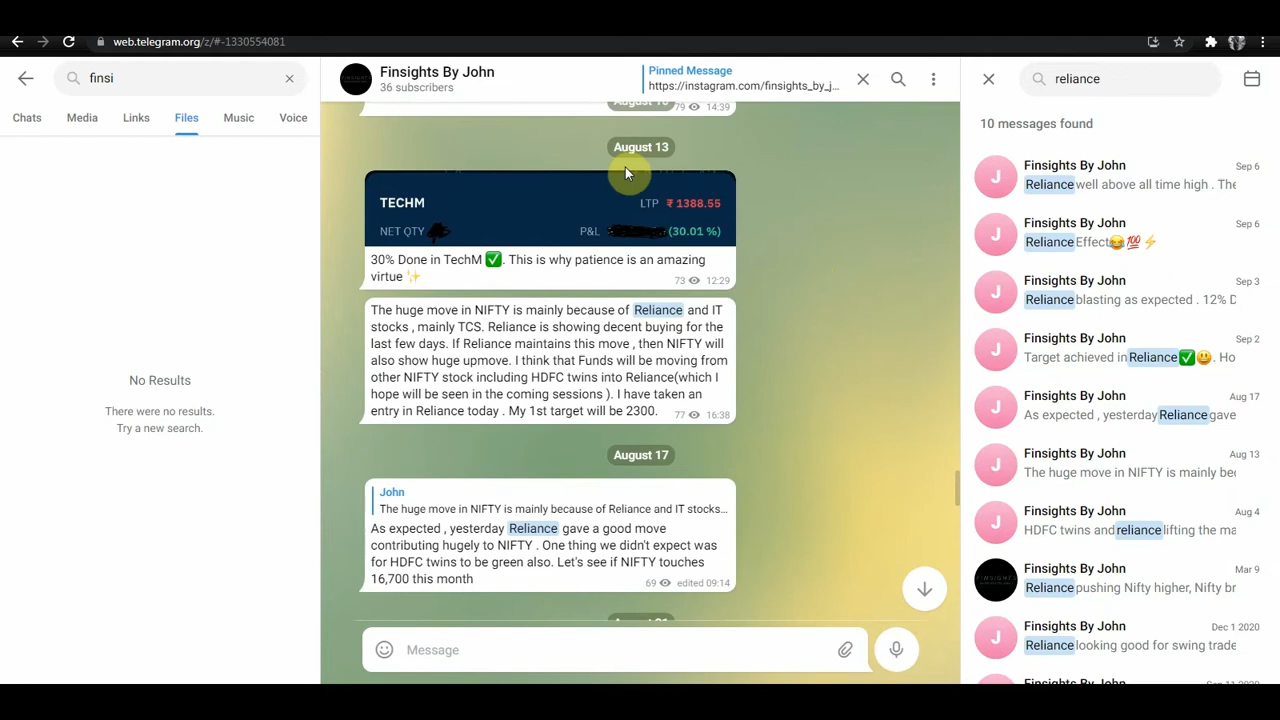 web.telegram.org/z/#-1330554081
finsi
Chats Media Links Files Music Voice
No Results
There were no results.
Try a new search.
Finsights By John
36 subscribers
Pinned Message
https://instagram.com/finsights_by_j...
79 14:39
August 13
TECHM LTP ₹ 1388.55
NET QTY P&L (30.01 %)
30% Done in TechM ✅. This is why patience is an amazing
virtue ✨
73 12:29
The huge move in NIFTY is mainly because of Reliance and IT
stocks , mainly TCS. Reliance is showing decent buying for the
last few days. If Reliance maintains this move , then NIFTY will
also show huge upmove. I think that Funds will be moving from
other NIFTY stock including HDFC twins into Reliance(which I
hope will be seen in the coming sessions ). I have taken an
entry in Reliance today . My 1st target will be 2300.
77 16:38
August 17
John
The huge move in NIFTY is mainly because of Reliance and IT stocks...
As expected , yesterday Reliance gave a good move
contributing hugely to NIFTY . One thing we didn't expect was
for HDFC twins to be green also. Let's see if NIFTY touches
16,700 this month
69 edited 09:14
Message
reliance
10 messages found
Finsights By John Sep 6
Reliance well above all time high . The
Finsights By John Sep 6
Reliance Effect😂💯⚡
Finsights By John Sep 3
Reliance blasting as expected . 12% D
Finsights By John Sep 2
Target achieved in Reliance ✅😃. Ho
Finsights By John Aug 17
As expected , yesterday Reliance gave
Finsights By John Aug 13
The huge move in NIFTY is mainly be
Finsights By John Aug 4
HDFC twins and reliance lifting the ma
Finsights By John Mar 9
Reliance pushing Nifty higher, Nifty br
Finsights By John Dec 1 2020
Reliance looking good for swing trade
Finsights By John